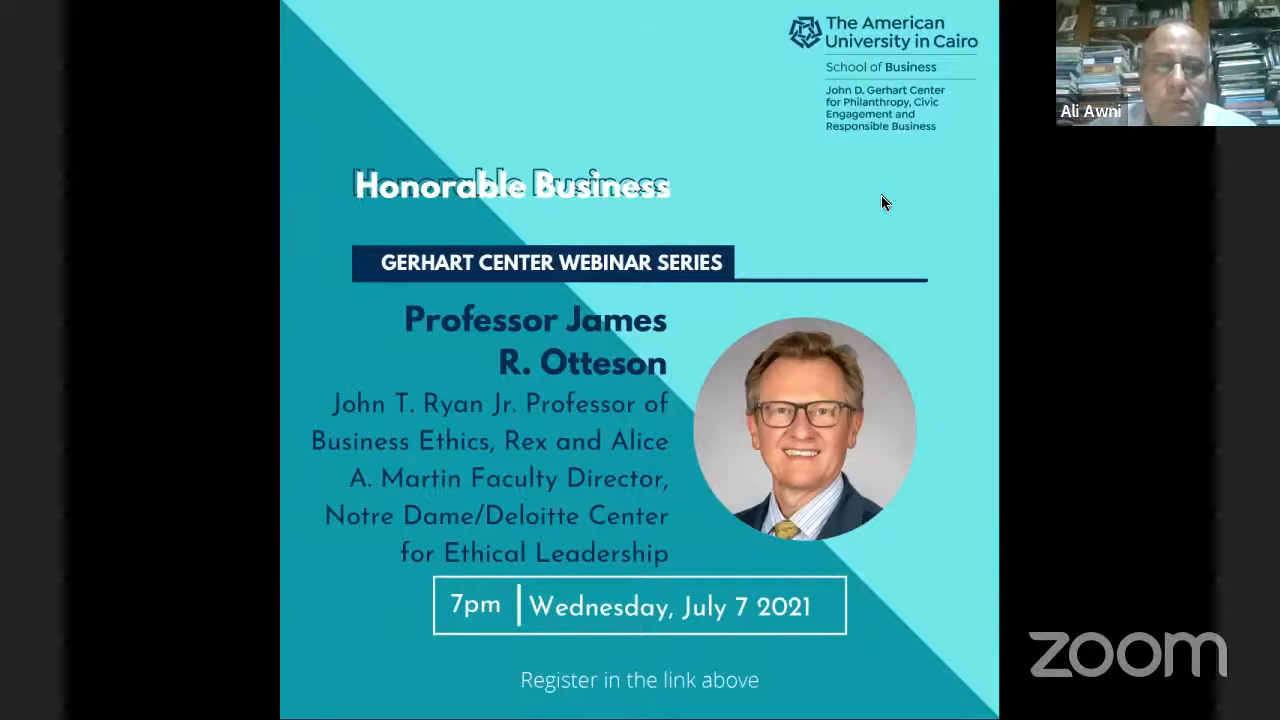 The American
University in Cairo
School of Business
John D. Gerhart Center
for Philanthropy, Civic
Engagement and
Responsible Business
Ali Awni
Honorable Business
GERHART CENTER WEBINAR SERIES
Professor James
R. Otteson
John T. Ryan Jr. Professor of
Business Ethics, Rex and Alice
A. Martin Faculty Director,
Notre Dame/Deloitte Center
for Ethical Leadership
7pm Wednesday, July 7 2021
Register in the link above
zoom